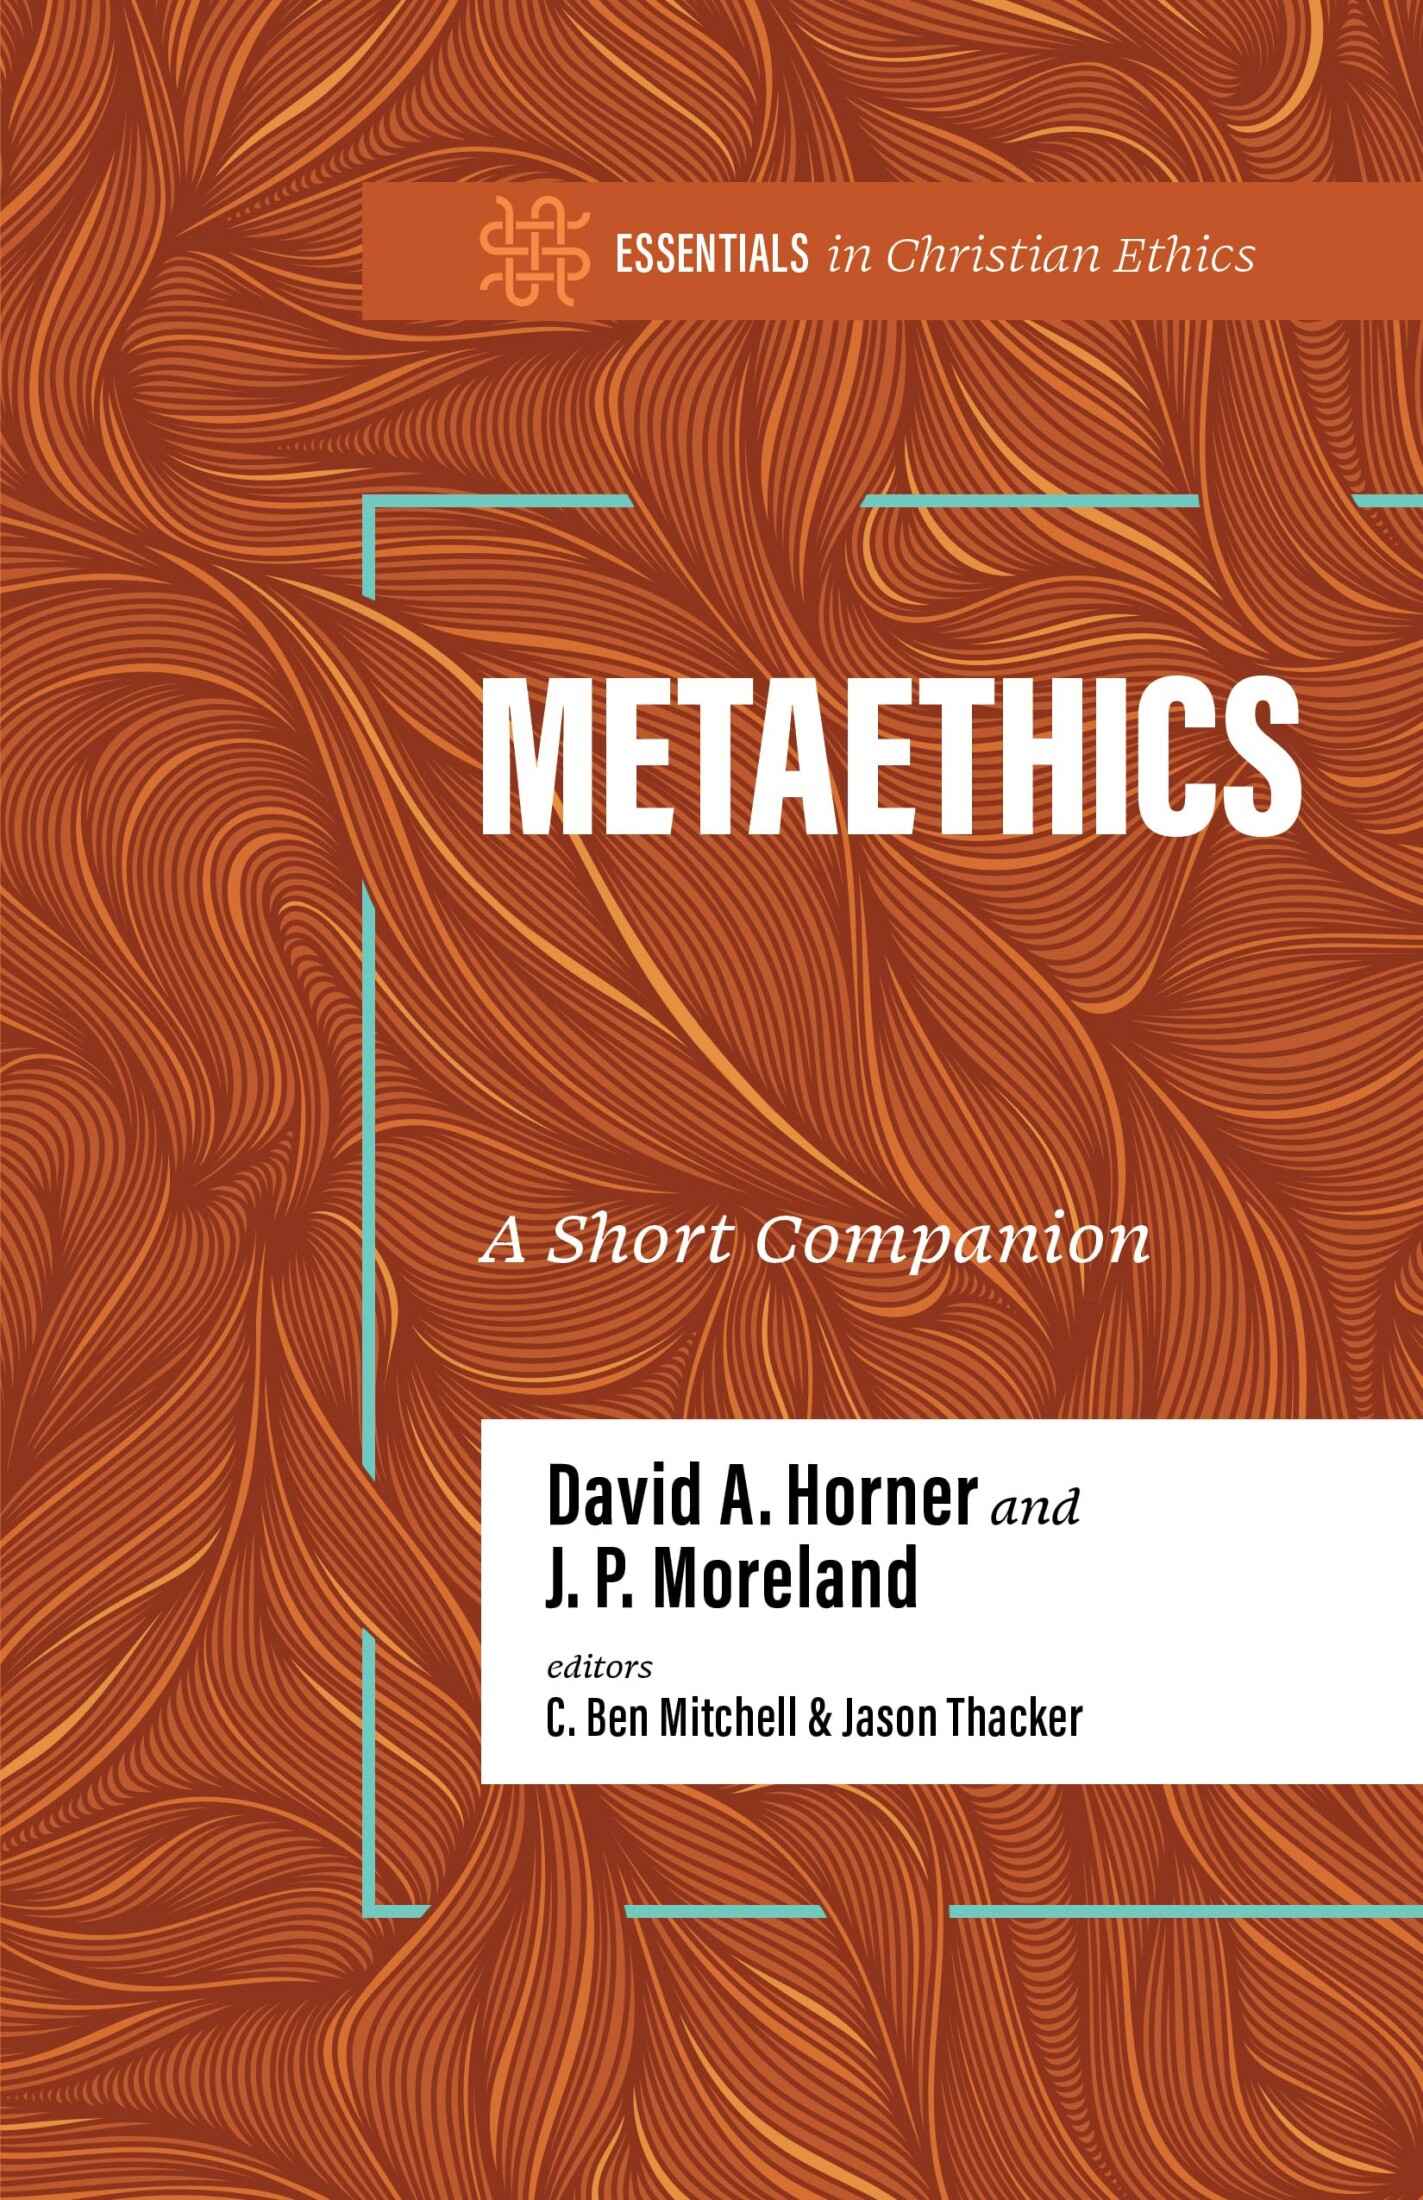 ESSENTIALS in Christian Ethics
METAETHICS
A Short Companion
David A. Horner and
J. P. Moreland
editors
C. Ben Mitchell & Jason Thacker